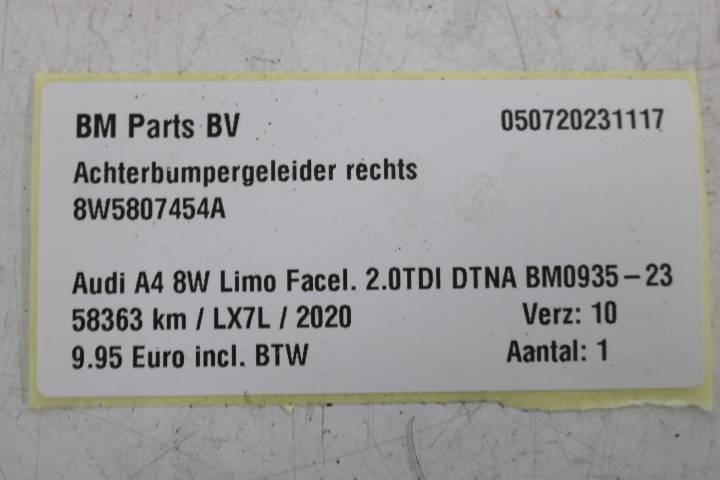 BM Parts BV 050720231117
Achterbumpergeleider rechts
8W5807454A
Audi A4 8W Limo Facel. 2.0TDI DTNA BM0935-23
58363 km / LX7L / 2020 Verz: 10
9.95 Euro incl. BTW Aantal: 1